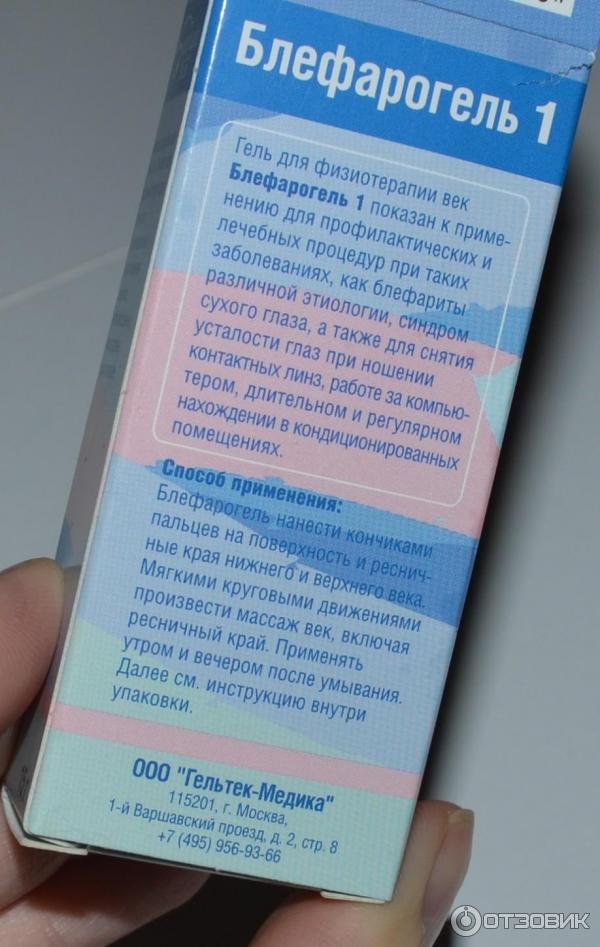 Блефарогель 1
Гель для физиотерапии век
Блефарогель 1 показан к приме-
нению для профилактических и
лечебных процедур при таких
заболеваниях, как блефариты
различной этиологии, синдром
сухого глаза, а также для снятия
усталости глаз при ношении
контактных линз, работе за компью-
тером, длительном и регулярном
нахождении в кондиционированных
помещениях.
Способ применения:
Блефарогель нанести кончиками
пальцев на поверхность и реснич-
ные края нижнего и верхнего века.
Мягкими круговыми движениями
произвести массаж век, включая
ресничный край. Применять
утром и вечером после умывания.
Далее см. инструкцию внутри
упаковки.
ООО "Гельтек-Медика"
115201, г. Москва,
1-й Варшавский проезд, д. 2, стр. 8
+7 (495) 956-93-66
ОТЗОВИК